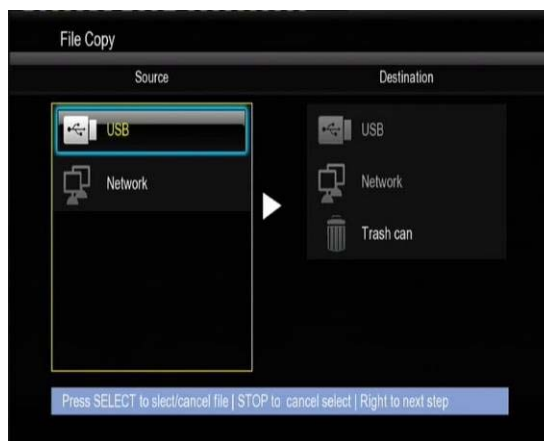 File Copy
Source
Destination
USB
Network
USB
Network
Trash can
Press SELECT to slect/cancel file | STOP to cancel select | Right to next step